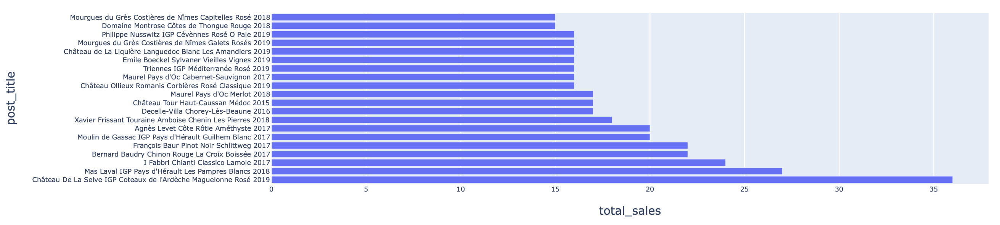 Mourgues du Grès Costières de Nîmes Capitelles Rosé 2018
Domaine Montrose Côtes de Thongue Rouge 2018
Philippe Nusswitz IGP Cévènnes Rosé O Pale 2019
Mourgues du Grès Costières de Nîmes Galets Rosés 2019
Château de La Liquière Languedoc Blanc Les Amandiers 2019
Emile Boeckel Sylvaner Vieilles Vignes 2019
Triennes IGP Méditerranée Rosé 2019
Maurel Pays d'Oc Cabernet-Sauvignon 2017
Château Ollieux Romanis Corbières Rosé Classique 2019
Maurel Pays d'Oc Merlot 2018
Château Tour Haut-Caussan Médoc 2015
Decelle-Villa Chorey-Lès-Beaune 2016
Xavier Frissant Touraine Amboise Chenin Les Pierres 2018
Agnès Levet Côte Rôtie Améthyste 2017
Moulin de Gassac IGP Pays d'Hérault Guilhem Blanc 2017
François Baur Pinot Noir Schlittweg 2017
Bernard Baudry Chinon Rouge La Croix Boissée 2017
I Fabbri Chianti Classico Lamole 2017
Mas Laval IGP Pays d'Hérault Les Pampres Blancs 2018
Château De La Selve IGP Coteaux de l'Ardèche Maguelonne Rosé 2019
post_title
0 5 10 15 20 25 30 35
total_sales